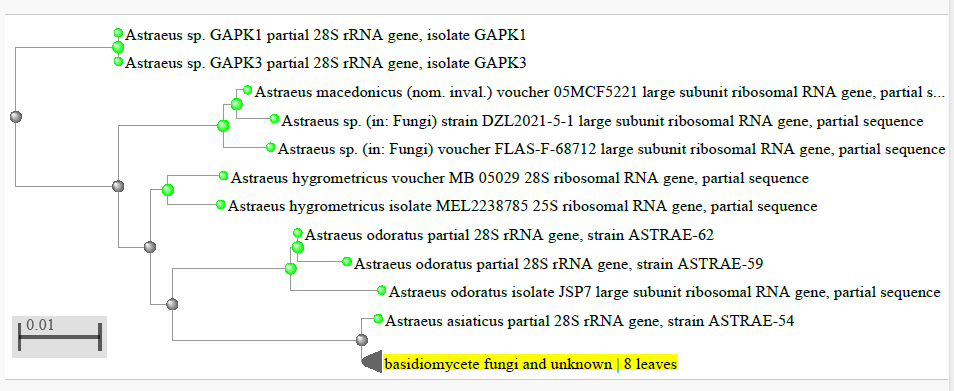 Astraeus sp. GAPK1 partial 28S rRNA gene, isolate GAPK1
Astraeus sp. GAPK3 partial 28S rRNA gene, isolate GAPK3
Astraeus macedonicus (nom. inval.) voucher 05MCF5221 large subunit ribosomal RNA gene, partial s...
Astraeus sp. (in: Fungi) strain DZL2021-5-1 large subunit ribosomal RNA gene, partial sequence
Astraeus sp. (in: Fungi) voucher FLAS-F-68712 large subunit ribosomal RNA gene, partial sequence
Astraeus hygrometricus voucher MB 05029 28S ribosomal RNA gene, partial sequence
Astraeus hygrometricus isolate MEL2238785 25S ribosomal RNA gene, partial sequence
Astraeus odoratus partial 28S rRNA gene, strain ASTRAE-62
Astraeus odoratus partial 28S rRNA gene, strain ASTRAE-59
Astraeus odoratus isolate JSP7 large subunit ribosomal RNA gene, partial sequence
Astraeus asiaticus partial 28S rRNA gene, strain ASTRAE-54
0.01
basidiomycete fungi and unknown | 8 leaves